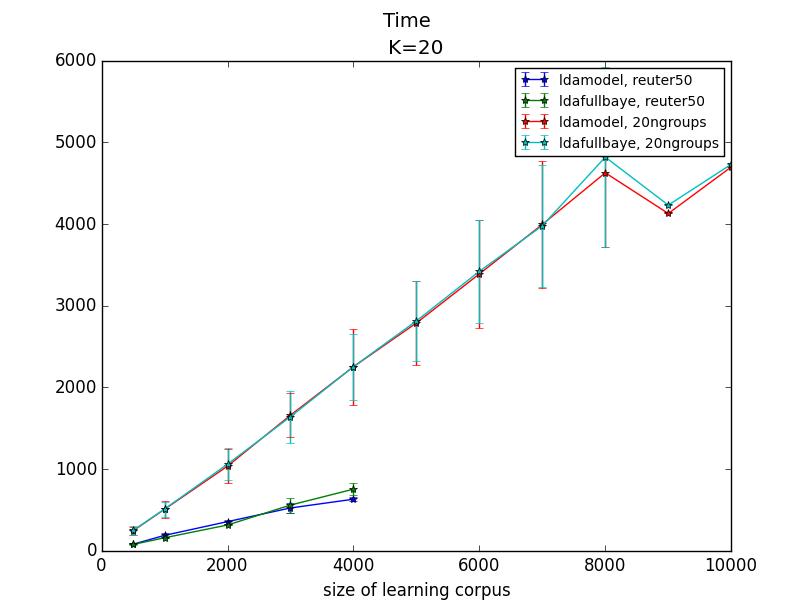 Time
K=20
6000
5000
4000
3000
2000
1000
0
ldamodel, reuter50
ldafullbaye, reuter50
ldamodel, 20ngroups
ldafullbaye, 20ngroups
0 2000 4000 6000 8000 10000
size of learning corpus